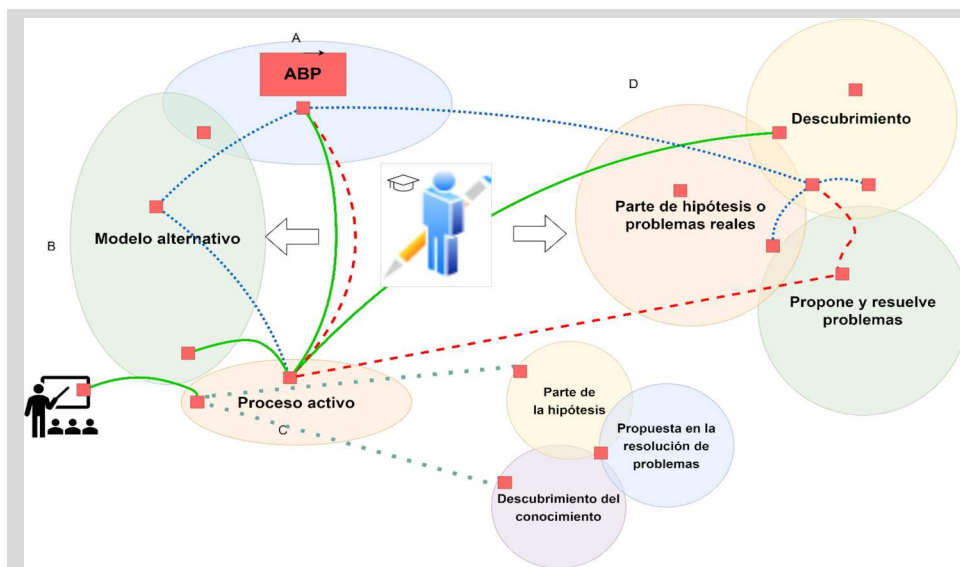 A
ABP
D
Descubrimiento
Parte de hipótesis o
problemas reales
B
Modelo alternativo
Propone y resuelve
problemas
Proceso activo
C
Parte de
la hipótesis
Propuesta en la
resolución de
problemas
Descubrimiento del
conocimiento